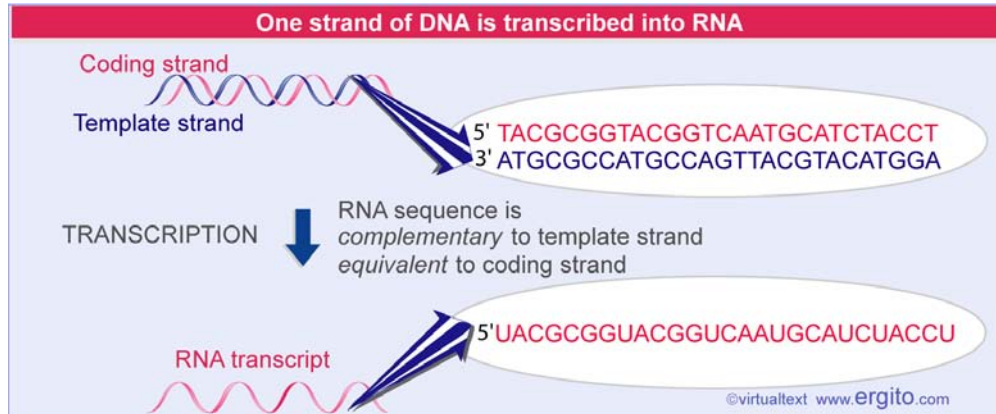 One strand of DNA is transcribed into RNA
Coding strand
Template strand
5' TACGCGGTACGGTCAATGCATCTACCT
3' ATGCGCCATGCCAGTTACGTACATGGA
TRANSCRIPTION
RNA sequence is
complementary to template strand
equivalent to coding strand
RNA transcript
5'UACGCGGUACGGUCAAUGCAUCUACCU
©virtualtext www.ergito.com